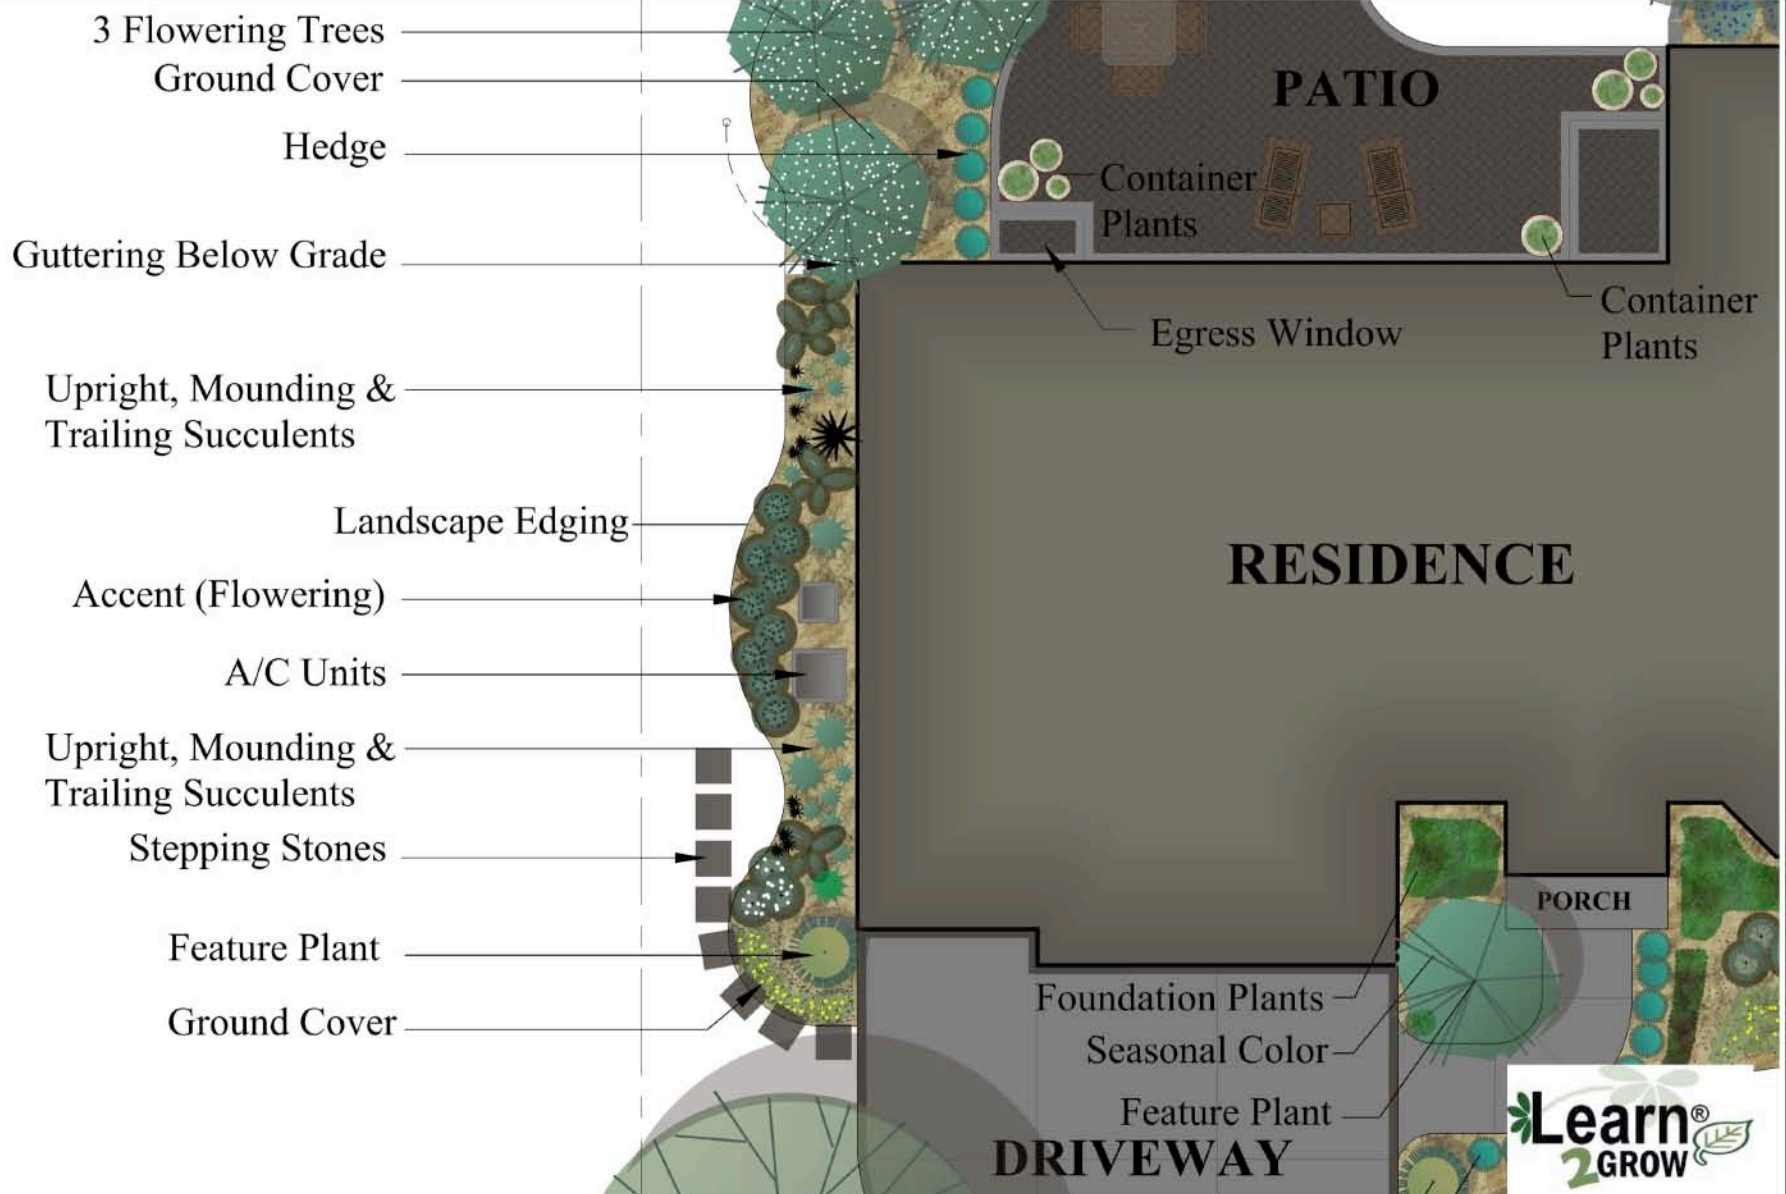 3 Flowering Trees
Ground Cover
Hedge
Guttering Below Grade
Upright, Mounding &
Trailing Succulents
Landscape Edging
Accent (Flowering)
A/C Units
Upright, Mounding &
Trailing Succulents
Stepping Stones
Feature Plant
Ground Cover
PATIO
Container
Plants
Egress Window
Container
Plants
RESIDENCE
PORCH
Foundation Plants
Seasonal Color
Feature Plant
DRIVEWAY
Learn®
2GROW